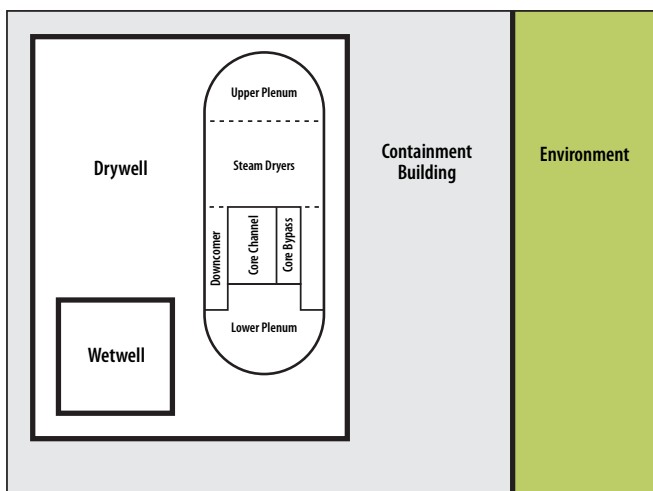 Upper Plenum
Drywell
Steam Dryers
Containment
Building
Environment
Downcomer
Core Channel
Core Bypass
Lower Plenum
Wetwell